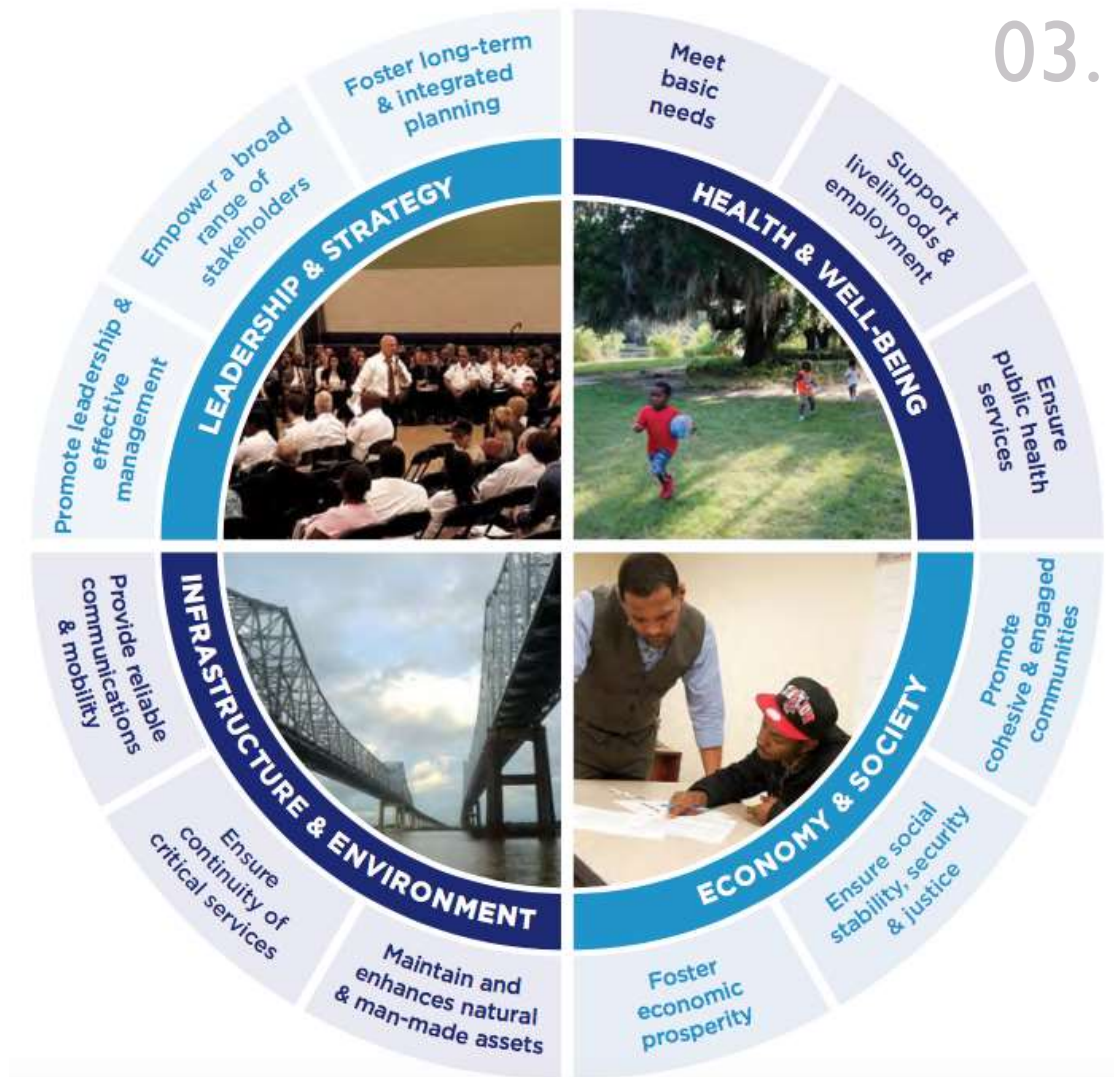 03.
Meet
basic
needs
Support
livelihoods &
employment
Ensure
public health
services
HEALTH & WELL-BEING
Promote
cohesive & engaged
communities
Ensure social
stability, security
& justice
Foster
economic
prosperity
ECONOMY & SOCIETY
Maintain and
enhances natural
& man-made assets
Ensure
continuity of
critical services
Provide reliable
communications
& mobility
INFRASTRUCTURE & ENVIRONMENT
Promote leadership &
effective
management
Empower a broad
range of
stakeholders
Foster long-term
& integrated
planning
LEADERSHIP & STRATEGY